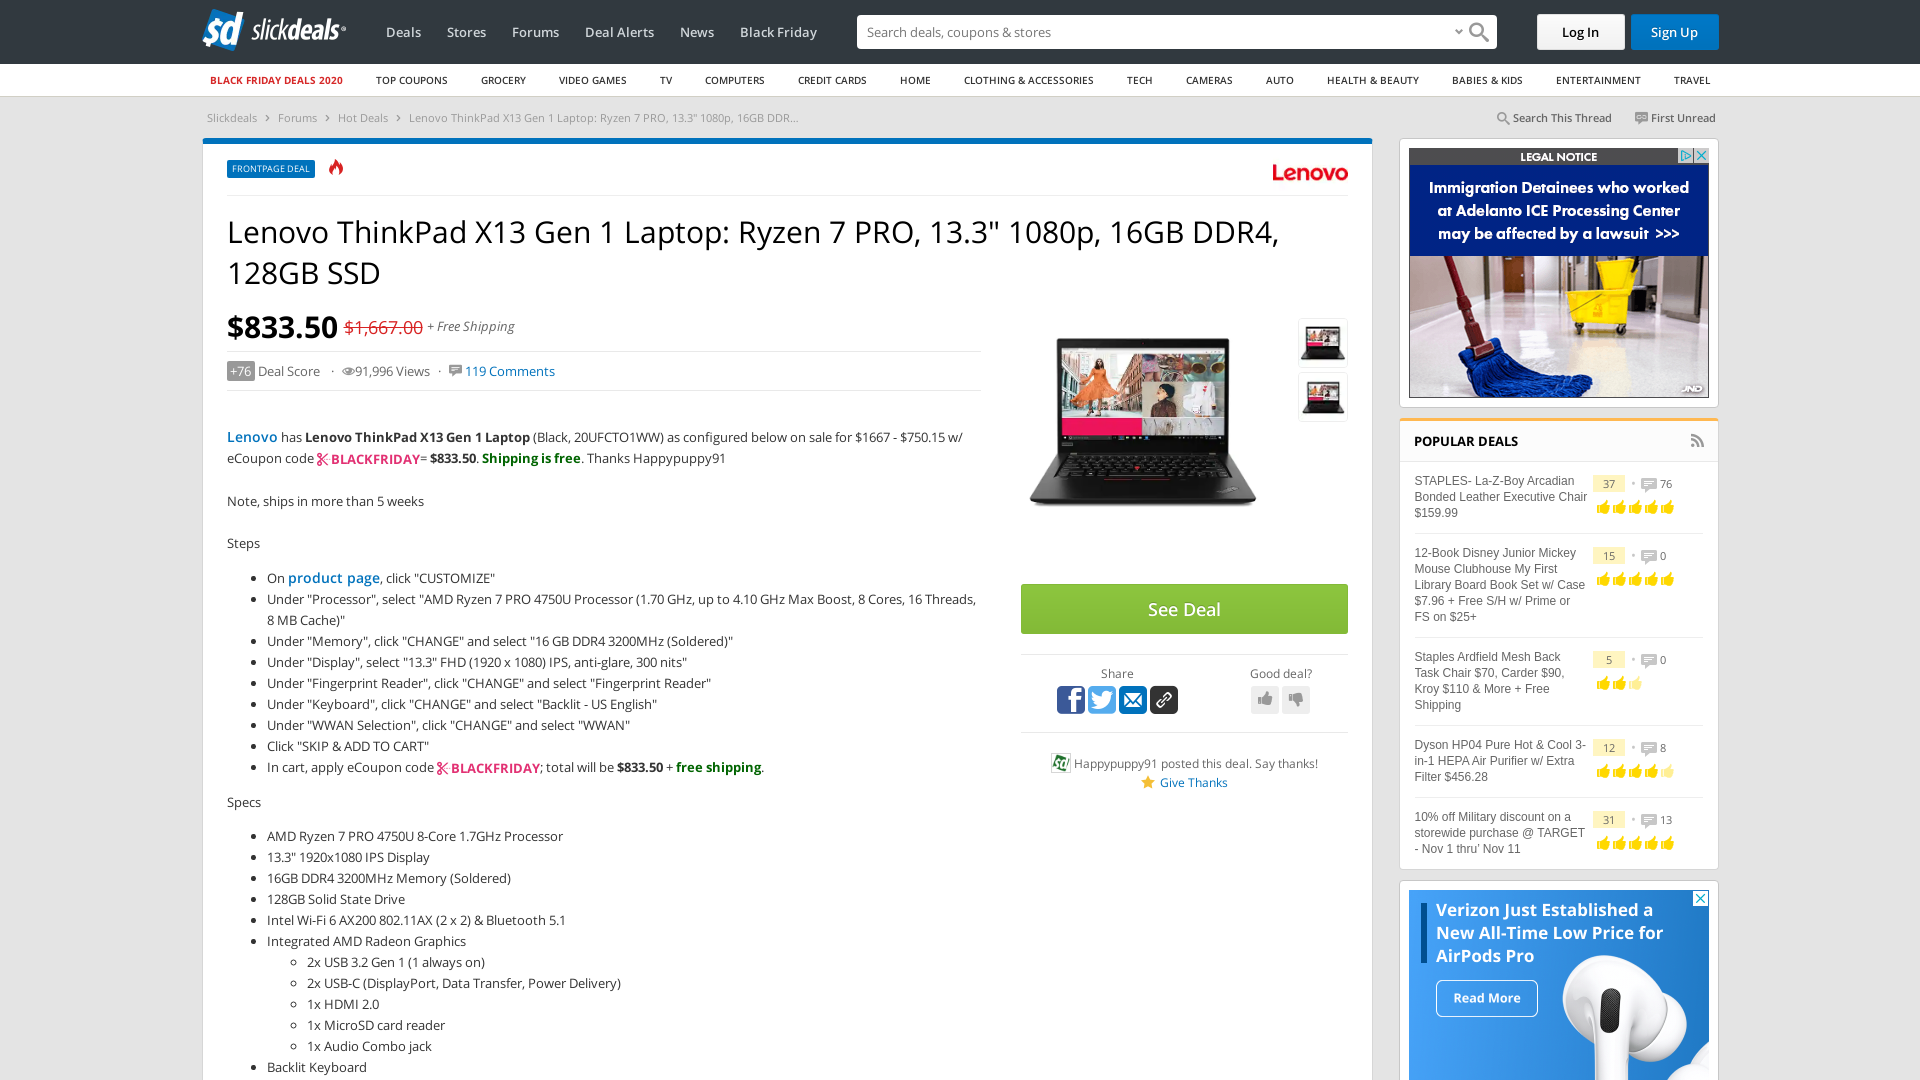 slickdeals
Deals
Stores
Forums
Deal Alerts
News
Black Friday
Search deals, coupons & stores
Log In
Sign Up
BLACK FRIDAY DEALS 2020
TOP COUPONS
GROCERY
VIDEO GAMES
TV
COMPUTERS
CREDIT CARDS
HOME
CLOTHING & ACCESSORIES
TECH
CAMERAS
AUTO
HEALTH & BEAUTY
BABIES & KIDS
ENTERTAINMENT
TRAVEL
Slickdeals › Forums › Hot Deals › Lenovo ThinkPad X13 Gen 1 Laptop: Ryzen 7 PRO, 13.3" 1080p, 16GB DDR...
Search This Thread
First Unread
FRONTPAGE DEAL
Lenovo
Lenovo ThinkPad X13 Gen 1 Laptop: Ryzen 7 PRO, 13.3" 1080p, 16GB DDR4,
128GB SSD
$833.50 $1,667.00 + Free Shipping
+76 Deal Score · 91,996 Views · 119 Comments
Lenovo has Lenovo ThinkPad X13 Gen 1 Laptop (Black, 20UFCTO1WW) as configured below on sale for $1667 - $750.15 w/
eCoupon code BLACKFRIDAY= $833.50. Shipping is free. Thanks Happypuppy91
Note, ships in more than 5 weeks
Steps
On product page, click "CUSTOMIZE"
Under "Processor", select "AMD Ryzen 7 PRO 4750U Processor (1.70 GHz, up to 4.10 GHz Max Boost, 8 Cores, 16 Threads,
8 MB Cache)"
Under "Memory", click "CHANGE" and select "16 GB DDR4 3200MHz (Soldered)"
Under "Display", select "13.3" FHD (1920 x 1080) IPS, anti-glare, 300 nits"
Under "Fingerprint Reader", click "CHANGE" and select "Fingerprint Reader"
Under "Keyboard", click "CHANGE" and select "Backlit - US English"
Under "WWAN Selection", click "CHANGE" and select "WWAN"
Click "SKIP & ADD TO CART"
In cart, apply eCoupon code BLACKFRIDAY; total will be $833.50 + free shipping.
Specs
AMD Ryzen 7 PRO 4750U 8-Core 1.7GHz Processor
13.3" 1920x1080 IPS Display
16GB DDR4 3200MHz Memory (Soldered)
128GB Solid State Drive
Intel Wi-Fi 6 AX200 802.11AX (2 x 2) & Bluetooth 5.1
Integrated AMD Radeon Graphics
2x USB 3.2 Gen 1 (1 always on)
2x USB-C (DisplayPort, Data Transfer, Power Delivery)
1x HDMI 2.0
1x MicroSD card reader
1x Audio Combo jack
Backlit Keyboard
See Deal
Share
Good deal?
Happypuppy91 posted this deal. Say thanks!
Give Thanks
LEGAL NOTICE
Immigration Detainees who worked
at Adelanto ICE Processing Center
may be affected by a lawsuit >>>
JND
POPULAR DEALS
STAPLES- La-Z-Boy Arcadian
Bonded Leather Executive Chair
$159.99
37 • 76
12-Book Disney Junior Mickey
Mouse Clubhouse My First
Library Board Book Set w/ Case
$7.96 + Free S/H w/ Prime or
FS on $25+
15 • 0
Staples Ardfield Mesh Back
Task Chair $70, Carder $90,
Kroy $110 & More + Free
Shipping
5 • 0
Dyson HP04 Pure Hot & Cool 3-
in-1 HEPA Air Purifier w/ Extra
Filter $456.28
12 • 8
10% off Military discount on a
storewide purchase @ TARGET
- Nov 1 thru' Nov 11
31 • 13
Verizon Just Established a
New All-Time Low Price for
AirPods Pro
Read More